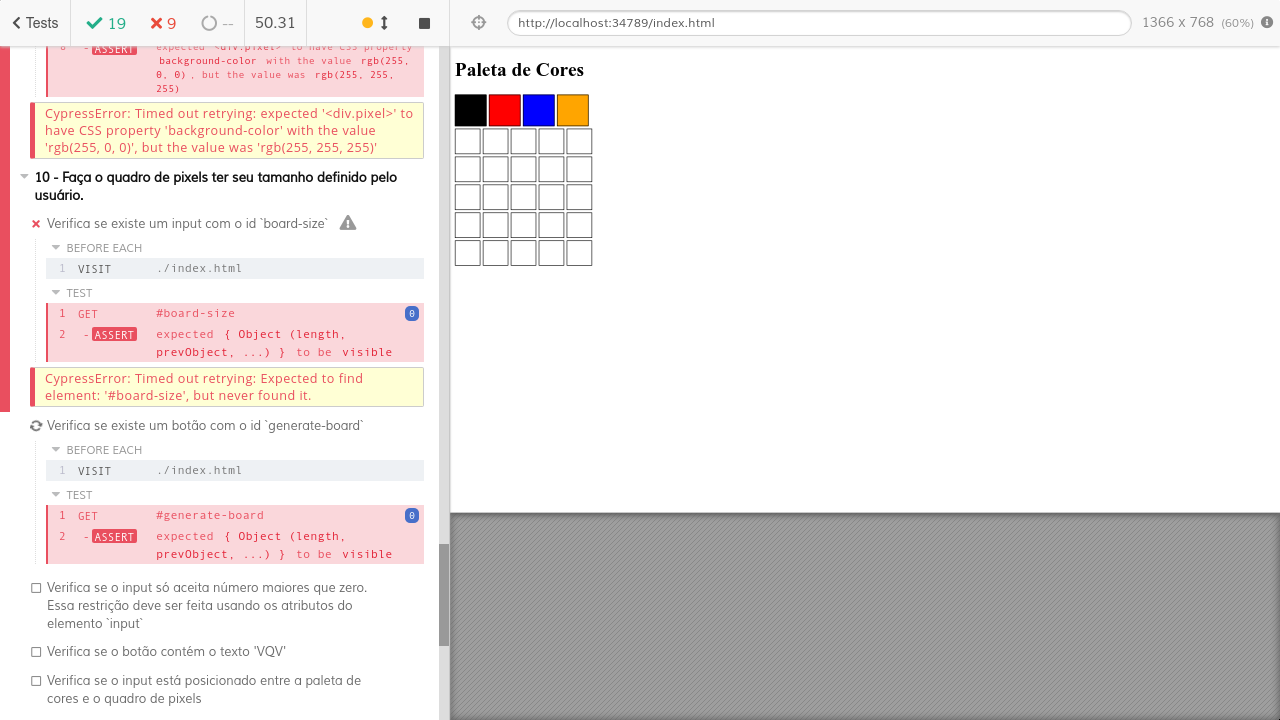 Tests
19
9
--
50.31
http://localhost:34789/index.html
1366 x 768 (60%)
8 - ASSERT expected <div.pixel> to have CSS property
background-color with the value rgb(255,
0, 0), but the value was rgb(255, 255,
255)
CypressError: Timed out retrying: expected '<div.pixel>' to
have CSS property 'background-color' with the value
'rgb(255, 0, 0)', but the value was 'rgb(255, 255, 255)'
10 - Faça o quadro de pixels ter seu tamanho definido pelo
usuário.
Verifica se existe um input com o id `board-size`
BEFORE EACH
1 VISIT ./index.html
TEST
1 GET #board-size 0
2 - ASSERT expected { Object (length,
prevObject, ...) } to be visible
CypressError: Timed out retrying: Expected to find
element: '#board-size', but never found it.
Verifica se existe um botão com o id `generate-board`
BEFORE EACH
1 VISIT ./index.html
TEST
1 GET #generate-board 0
2 - ASSERT expected { Object (length,
prevObject, ...) } to be visible
Verifica se o input só aceita número maiores que zero.
Essa restrição deve ser feita usando os atributos do
elemento `input`
Verifica se o botão contém o texto 'VQV'
Verifica se o input está posicionado entre a paleta de
cores e o quadro de pixels
Paleta de Cores